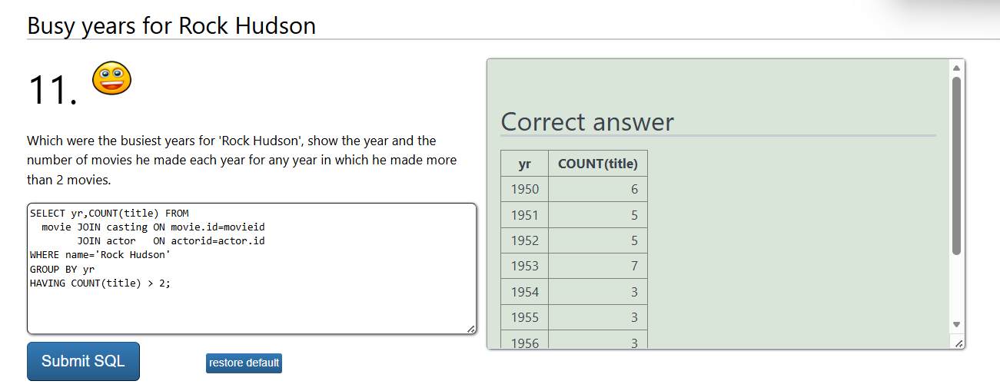 Busy years for Rock Hudson
11.
Which were the busiest years for 'Rock Hudson', show the year and the
number of movies he made each year for any year in which he made more
than 2 movies.
SELECT yr,COUNT(title) FROM
  movie JOIN casting ON movie.id=movieid
        JOIN actor   ON actorid=actor.id
WHERE name='Rock Hudson'
GROUP BY yr
HAVING COUNT(title) > 2;
Submit SQL
restore default
Correct answer
yr COUNT(title)
1950 6
1951 5
1952 5
1953 7
1954 3
1955 3
1956 3